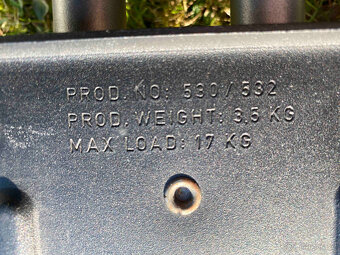 PROD. NO: 530 / 532
PROD. WEIGHT: 3.5 KG
MAX LOAD: 17 KG